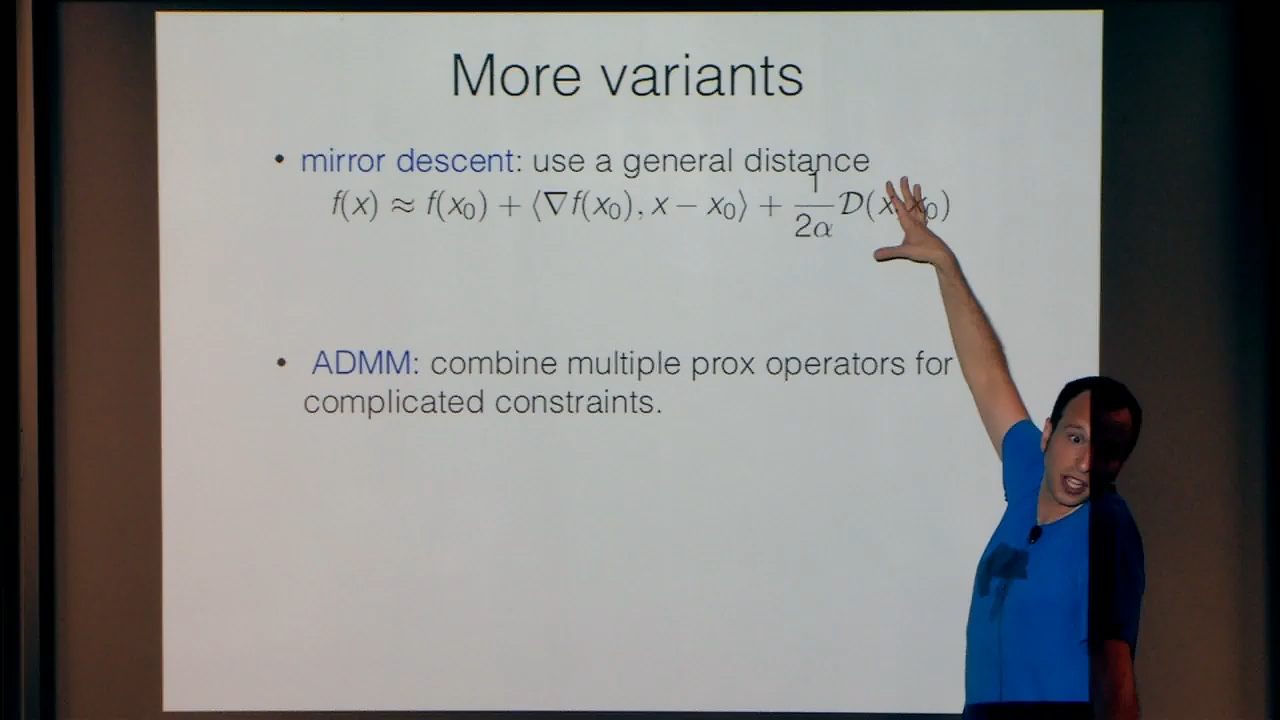 More variants
• mirror descent: use a general distance
f(x) ≈ f(x₀) + ⟨∇f(x₀), x − x₀⟩ + 1/2α D(x, x₀)
• ADMM: combine multiple prox operators for
complicated constraints.